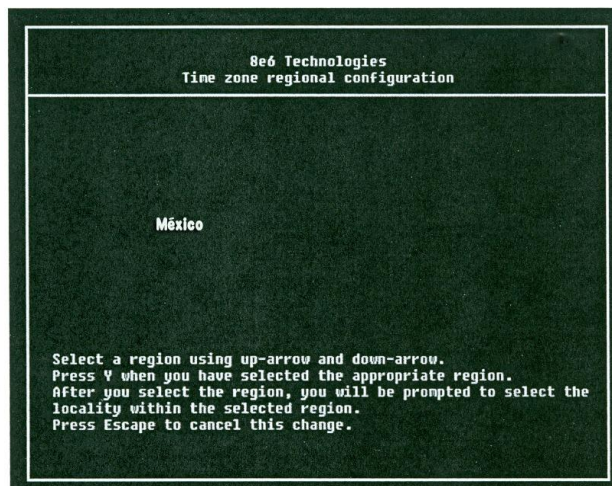 8e6 Technologies
Time zone regional configuration
México
Select a region using up-arrow and down-arrow.
Press Y when you have selected the appropriate region.
After you select the region, you will be prompted to select the
locality within the selected region.
Press Escape to cancel this change.